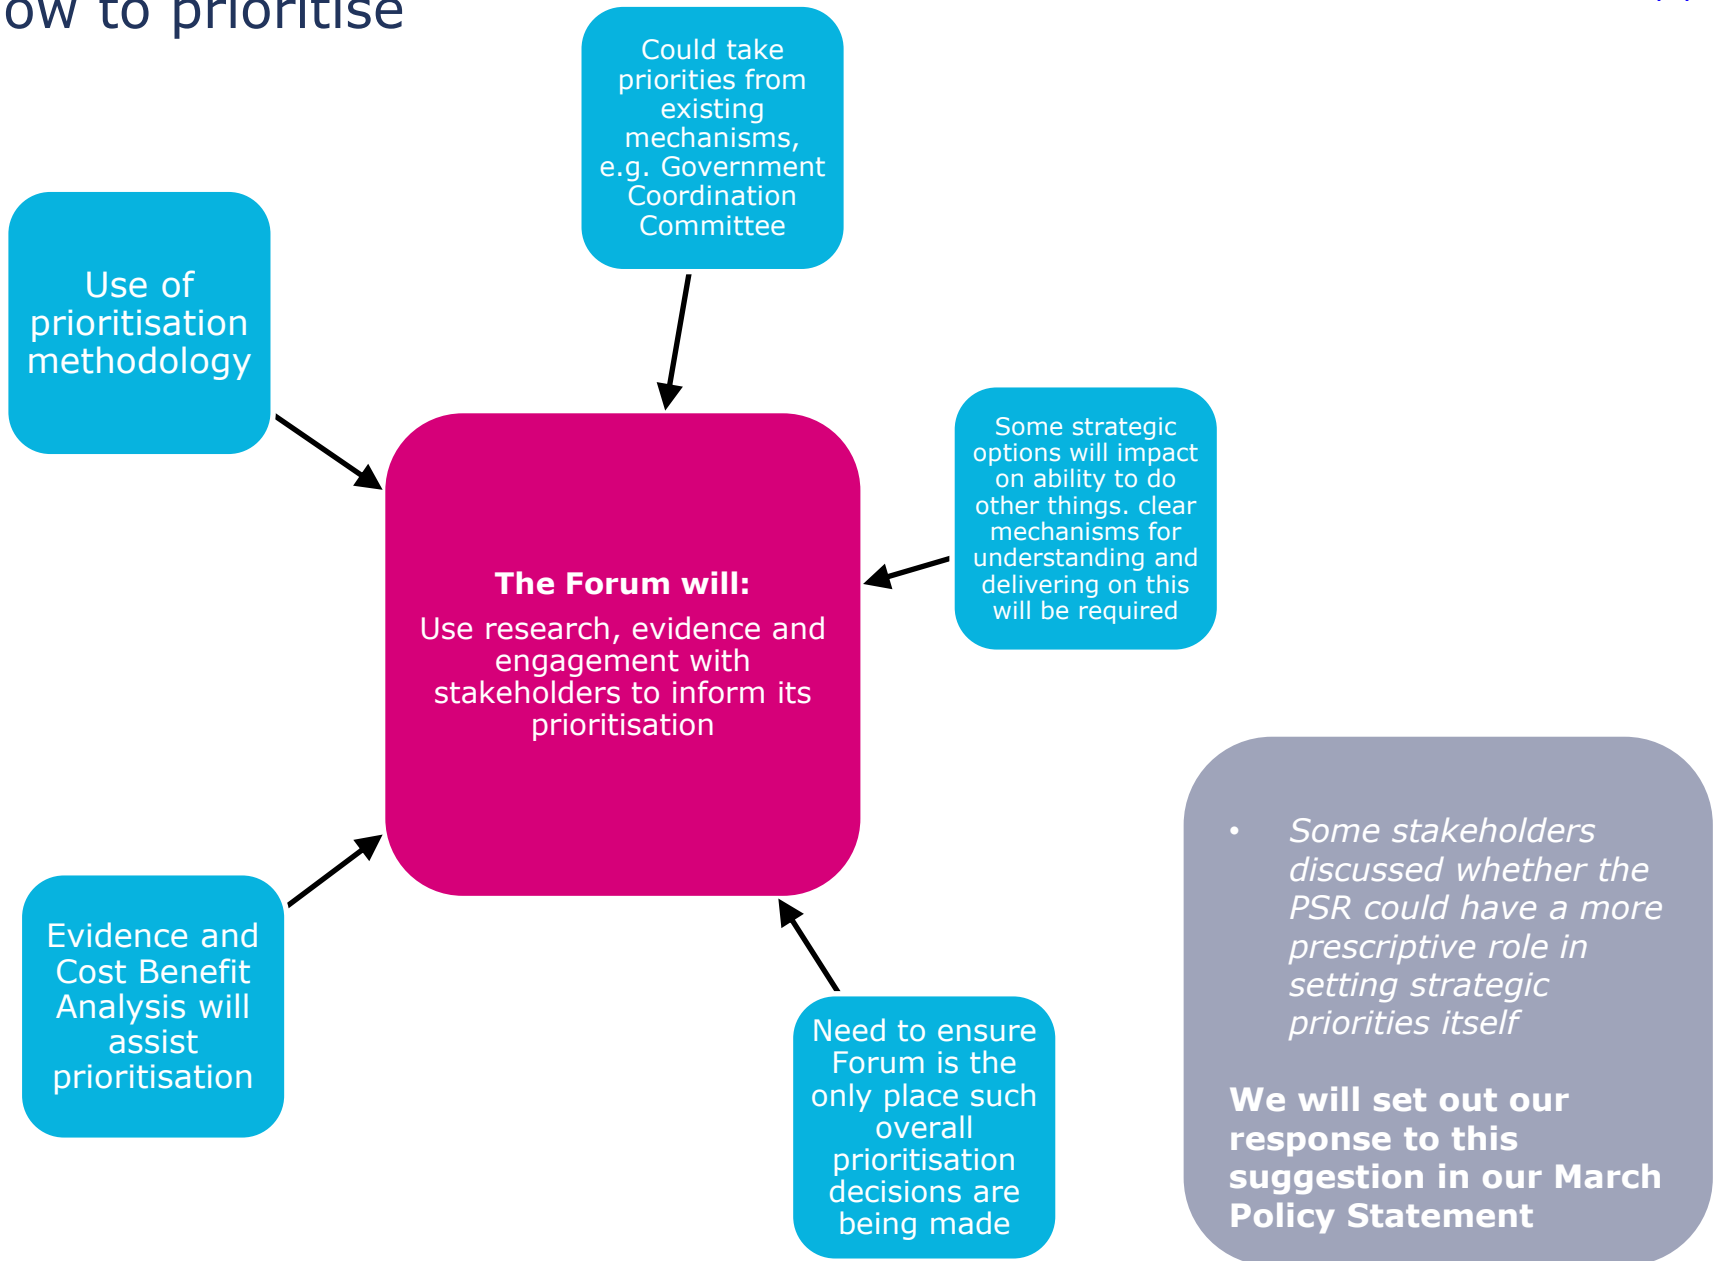 ow to prioritise
Could take
priorities from
existing
mechanisms,
e.g. Government
Coordination
Committee
Use of
prioritisation
methodology
Some strategic
options will impact
on ability to do
other things. clear
mechanisms for
understanding and
delivering on this
will be required
The Forum will:
Use research, evidence and
engagement with
stakeholders to inform its
prioritisation
Evidence and
Cost Benefit
Analysis will
assist
prioritisation
Need to ensure
Forum is the
only place such
overall
prioritisation
decisions are
being made
• Some stakeholders
discussed whether the
PSR could have a more
prescriptive role in
setting strategic
priorities itself
We will set out our
response to this
suggestion in our March
Policy Statement